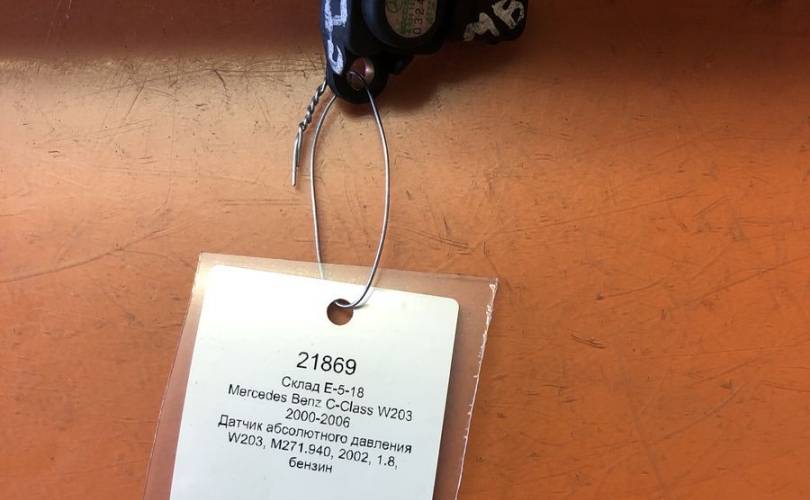 0324
21869
Склад Е-5-18
Mercedes Benz C-Class W203
2000-2006
Датчик абсолютного давления
W203, M271.940, 2002, 1.8,
бензин